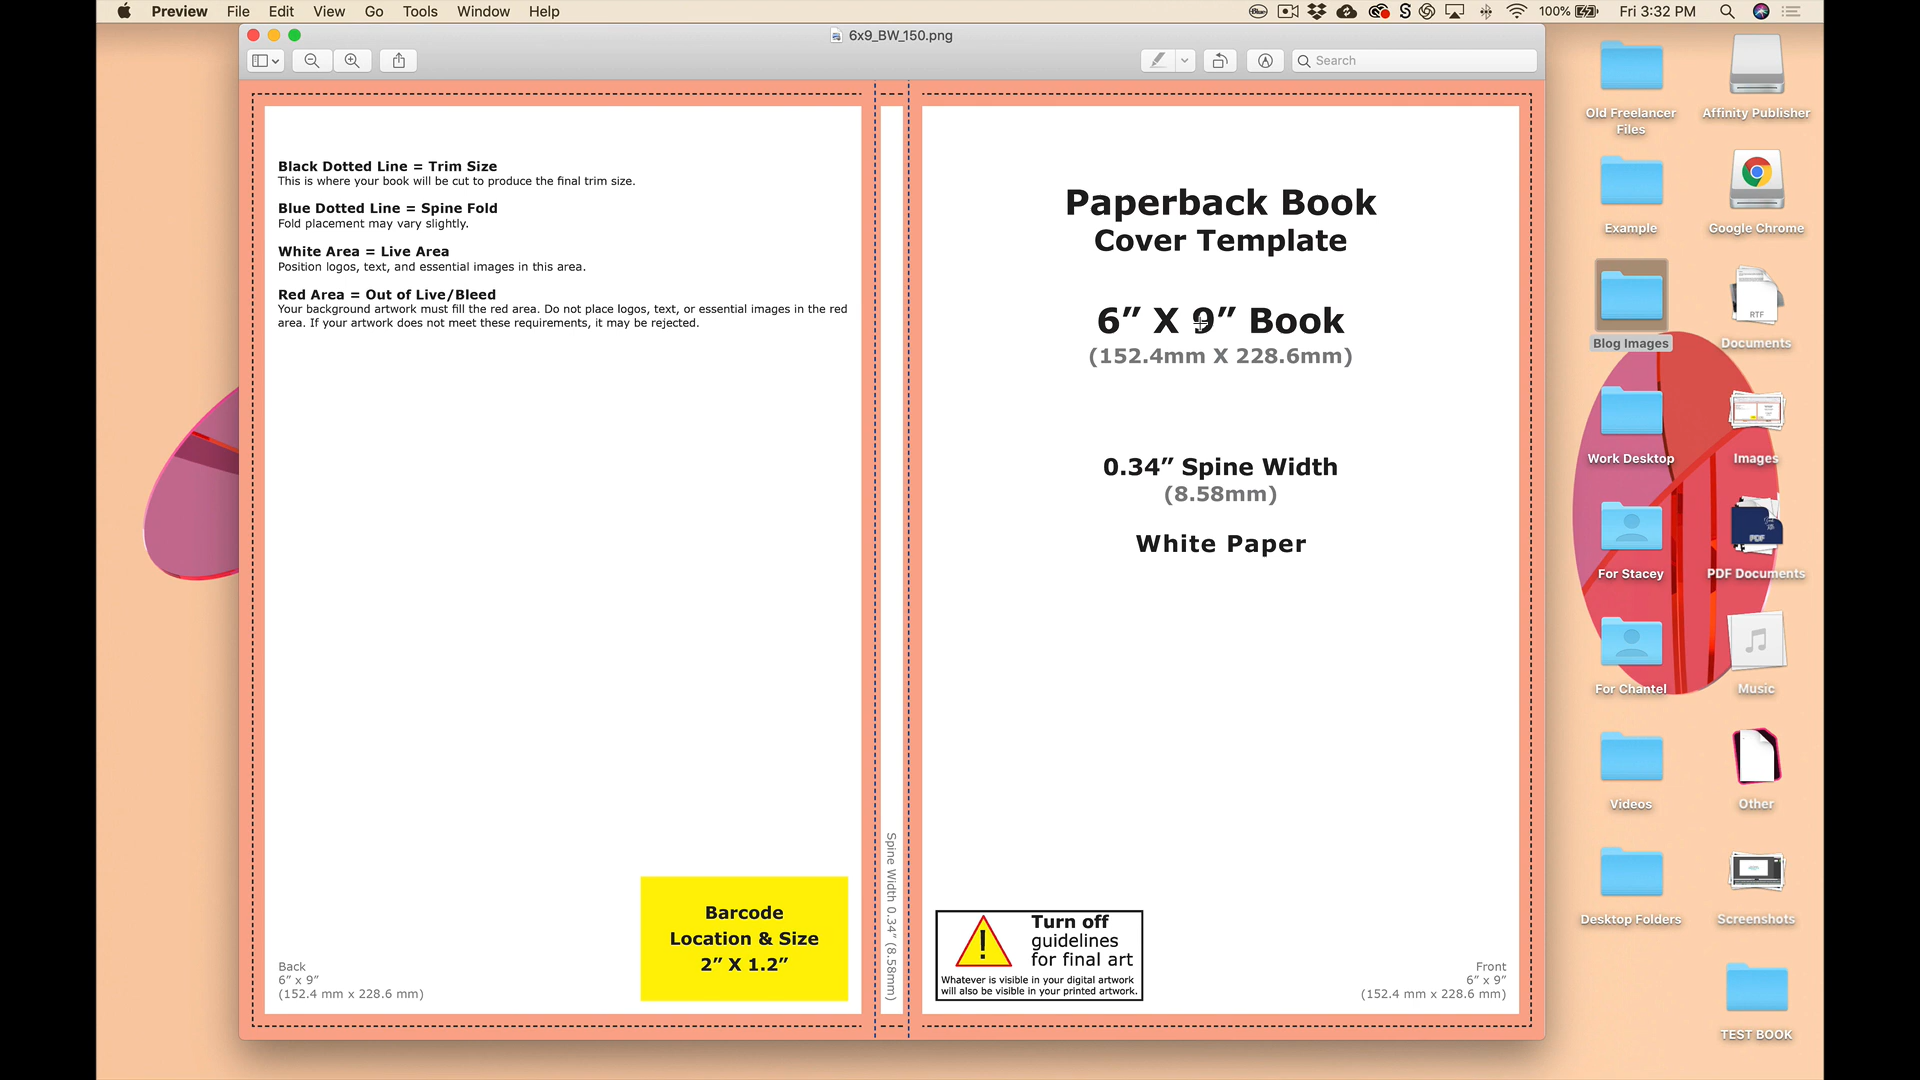 Preview File Edit View Go Tools Window Help
100% Fri 3:32 PM
6x9_BW_150.png
Search
Black Dotted Line = Trim Size
This is where your book will be cut to produce the final trim size.
Blue Dotted Line = Spine Fold
Fold placement may vary slightly.
White Area = Live Area
Position logos, text, and essential images in this area.
Red Area = Out of Live/Bleed
Your background artwork must fill the red area. Do not place logos, text, or essential images in the red
area. If your artwork does not meet these requirements, it may be rejected.
Barcode
Location & Size
2” X 1.2”
Back
6” x 9”
(152.4 mm x 228.6 mm)
Spine Width 0.34” (8.58mm)
Paperback Book
Cover Template
6” X 9” Book
(152.4mm X 228.6mm)
0.34” Spine Width
(8.58mm)
White Paper
!
Turn off
guidelines
for final art
Whatever is visible in your digital artwork
will also be visible in your printed artwork.
Front
6” x 9”
(152.4 mm x 228.6 mm)
Old Freelancer
Files
Affinity Publisher
Example
Google Chrome
Blog Images
RTF
Documents
Work Desktop
Images
For Stacey
PDF
PDF Documents
For Chantel
Music
Videos
Other
Desktop Folders
Screenshots
TEST BOOK